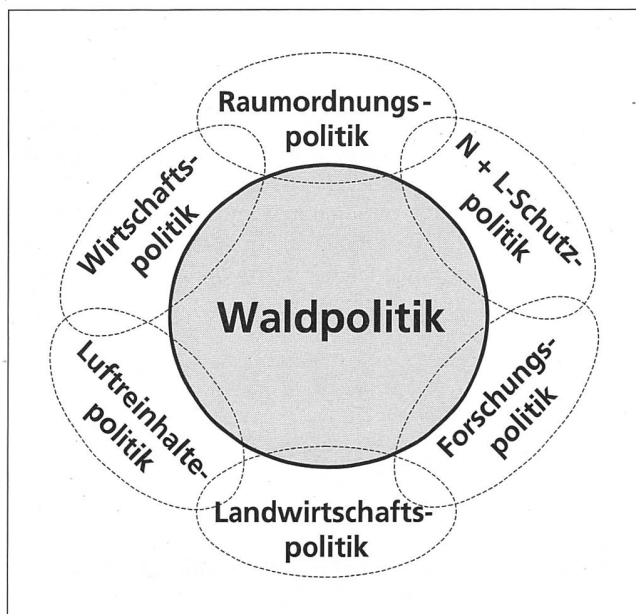 Raumordnungs-
politik
N + L-Schutz-
politik
Wirtschafts-
politik
Waldpolitik
Luftreinhalte-
politik
Forschungs-
politik
Landwirtschafts-
politik